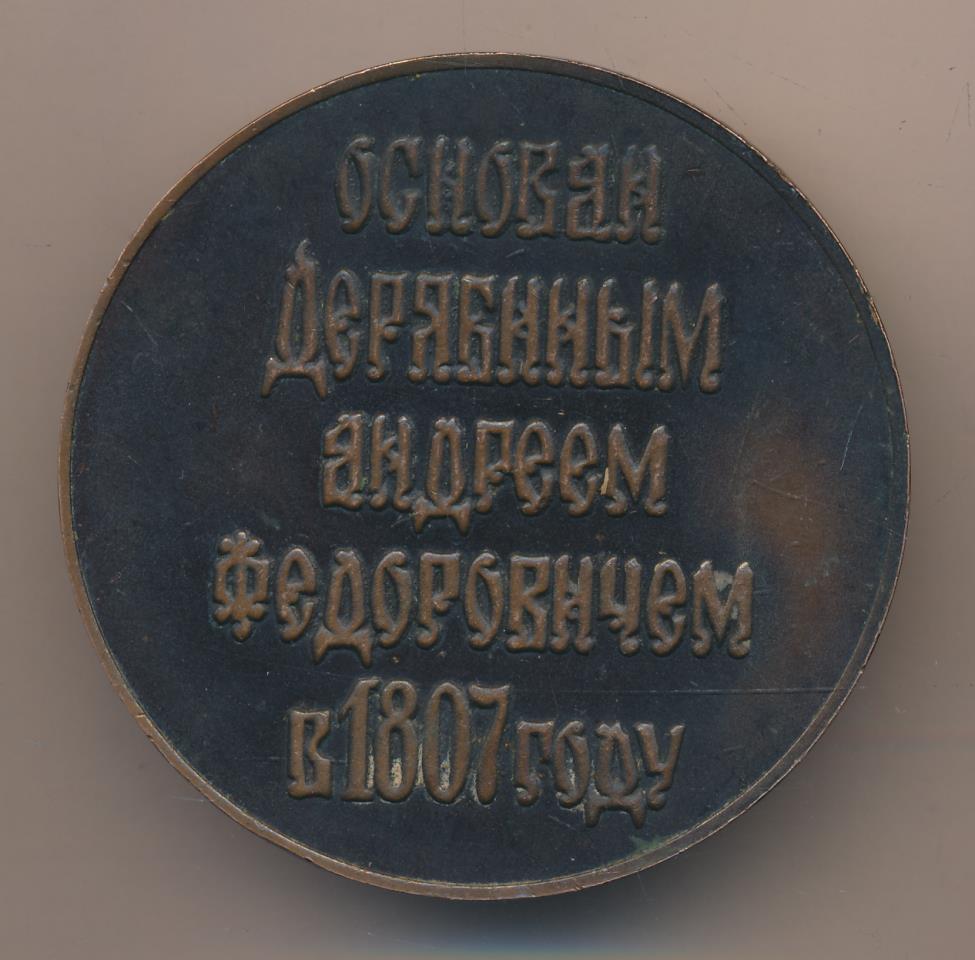 ОСНОВАН
ДЕРЯБИНЫМ
АНДРЕЕМ
ФЕДОРОВИЧЕМ
В 1807 ГОДУ